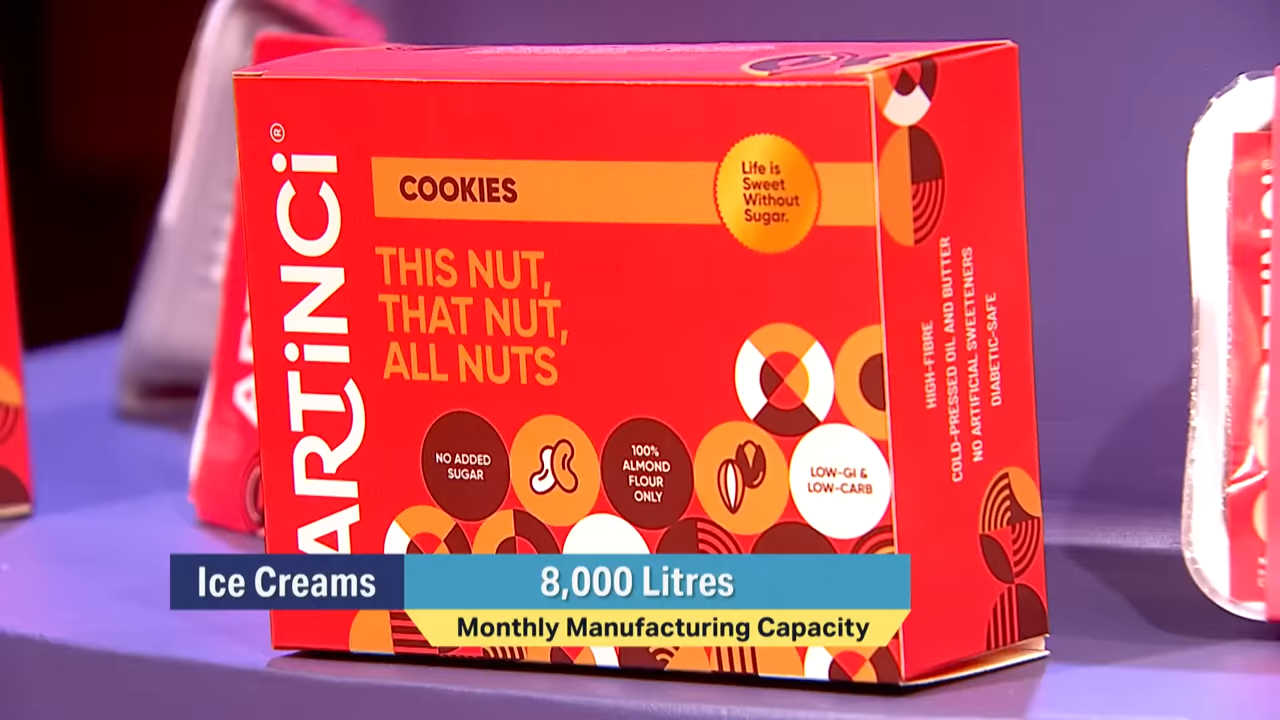 ARTiNCi®
COOKIES
Life is
Sweet
Without
Sugar.
THIS NUT,
THAT NUT,
ALL NUTS
NO ADDED
SUGAR
100%
ALMOND
FLOUR
ONLY
LOW-GI &
LOW-CARB
HIGH-FIBRE
COLD-PRESSED OIL AND BUTTER
NO ARTIFICIAL SWEETENERS
DIABETIC-SAFE
Ice Creams
8,000 Litres
Monthly Manufacturing Capacity